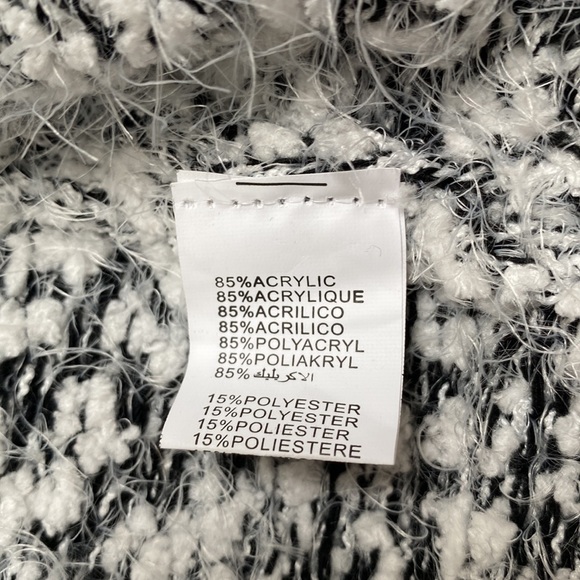 85%ACRYLIC
85%ACRYLIQUE
85%ACRILICO
85%ACRILICO
85%POLYACRYL
85%POLIAKRYL
85% الاكريليك
15%POLYESTER
15%POLYESTER
15%POLIESTER
15%POLIESTERE